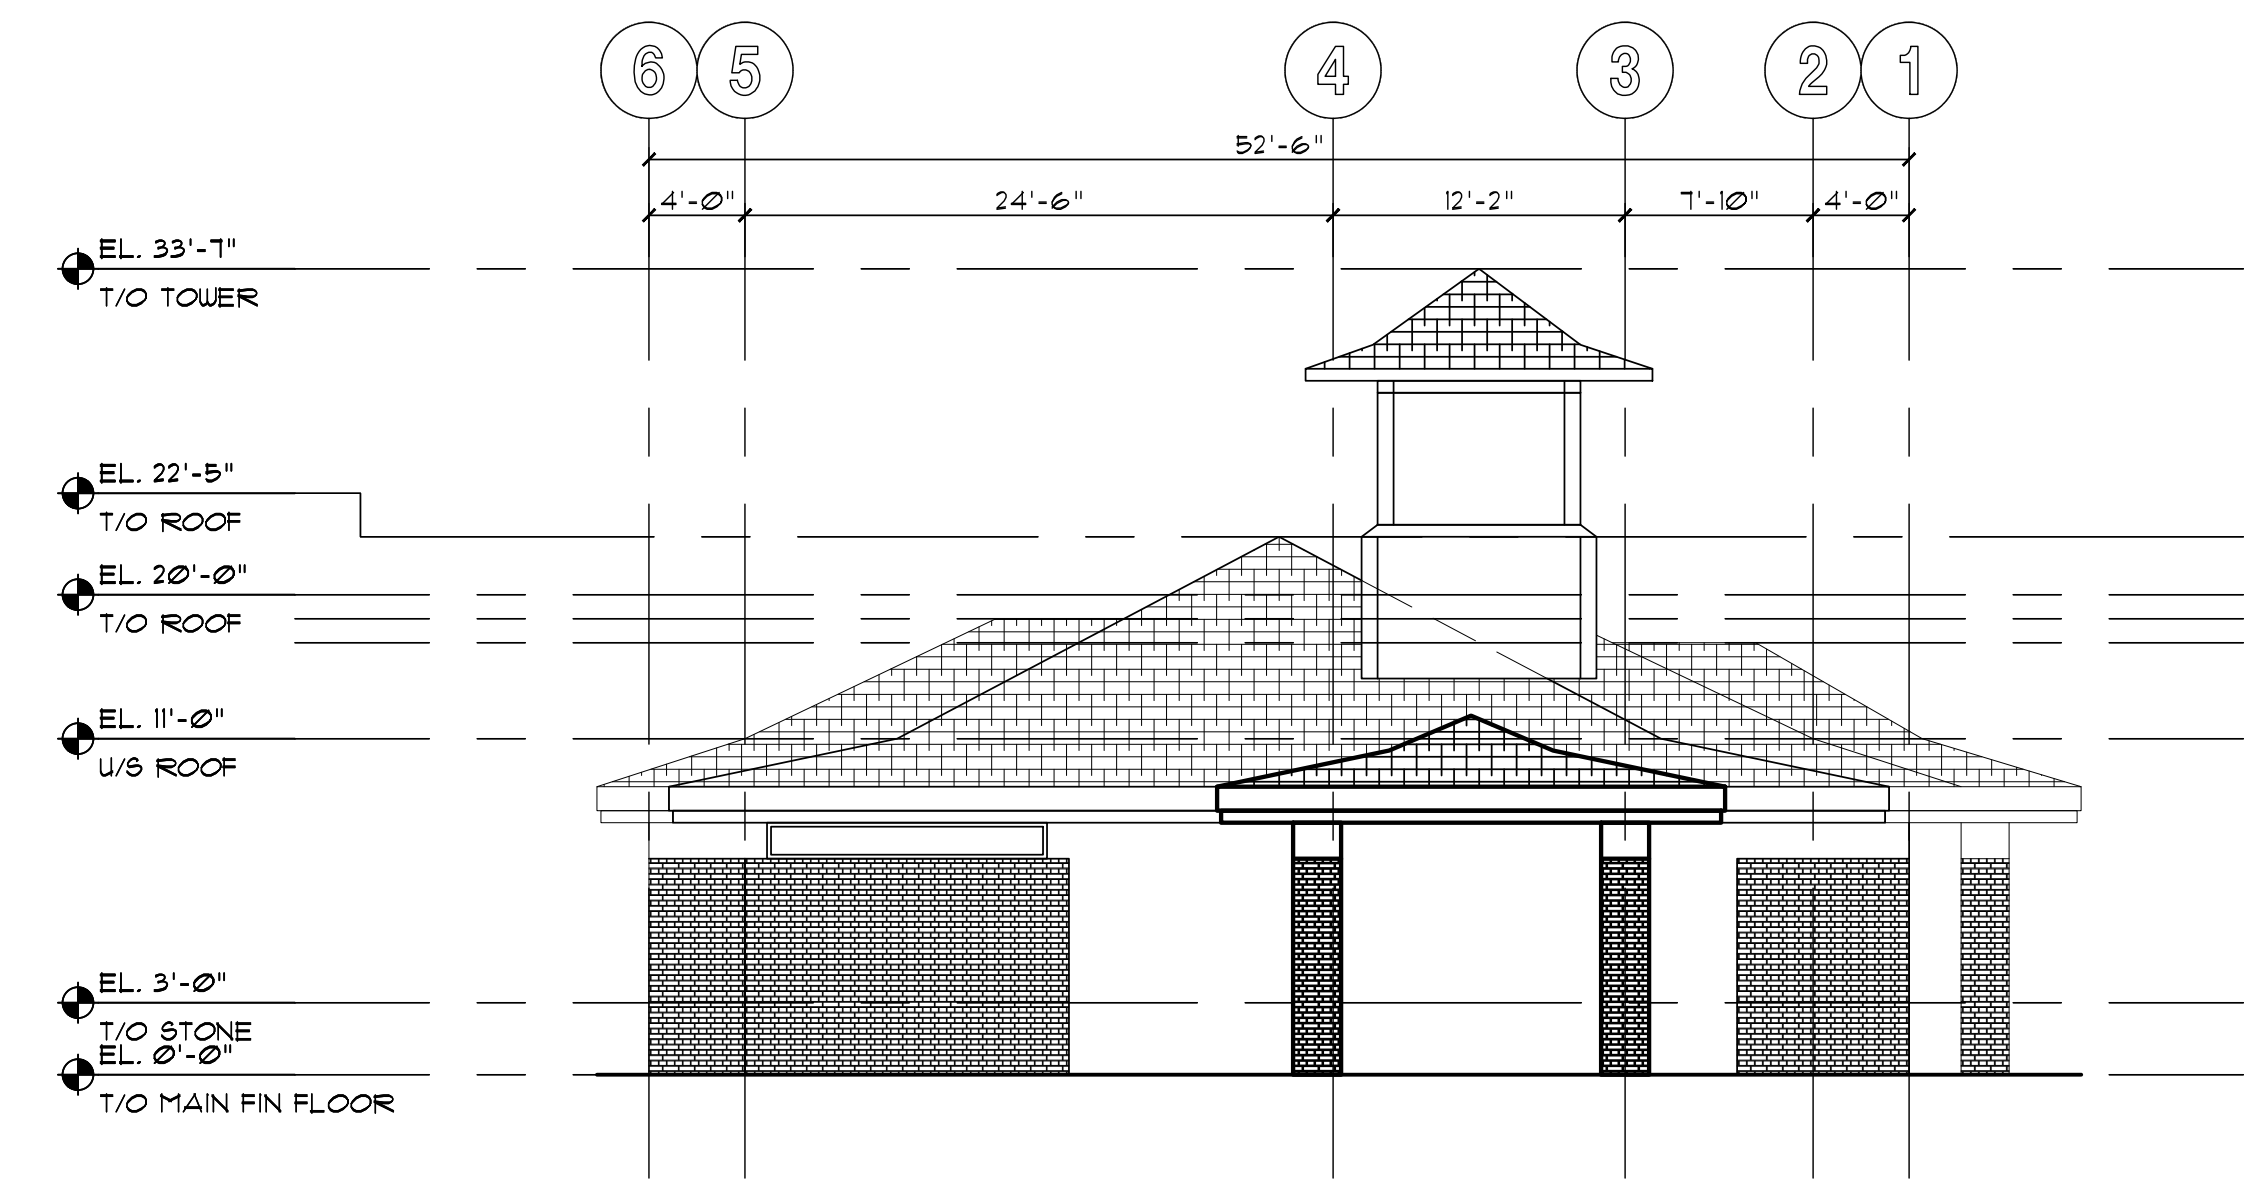 6 5 4 3 2 1
52'-6"
4'-0" 24'-6" 12'-2" 7'-10" 4'-0"
EL. 33'-7"
T/O TOWER
EL. 22'-5"
T/O ROOF
EL. 20'-0"
T/O ROOF
EL. 11'-0"
U/S ROOF
EL. 3'-0"
T/O STONE
EL. 0'-0"
T/O MAIN FIN FLOOR